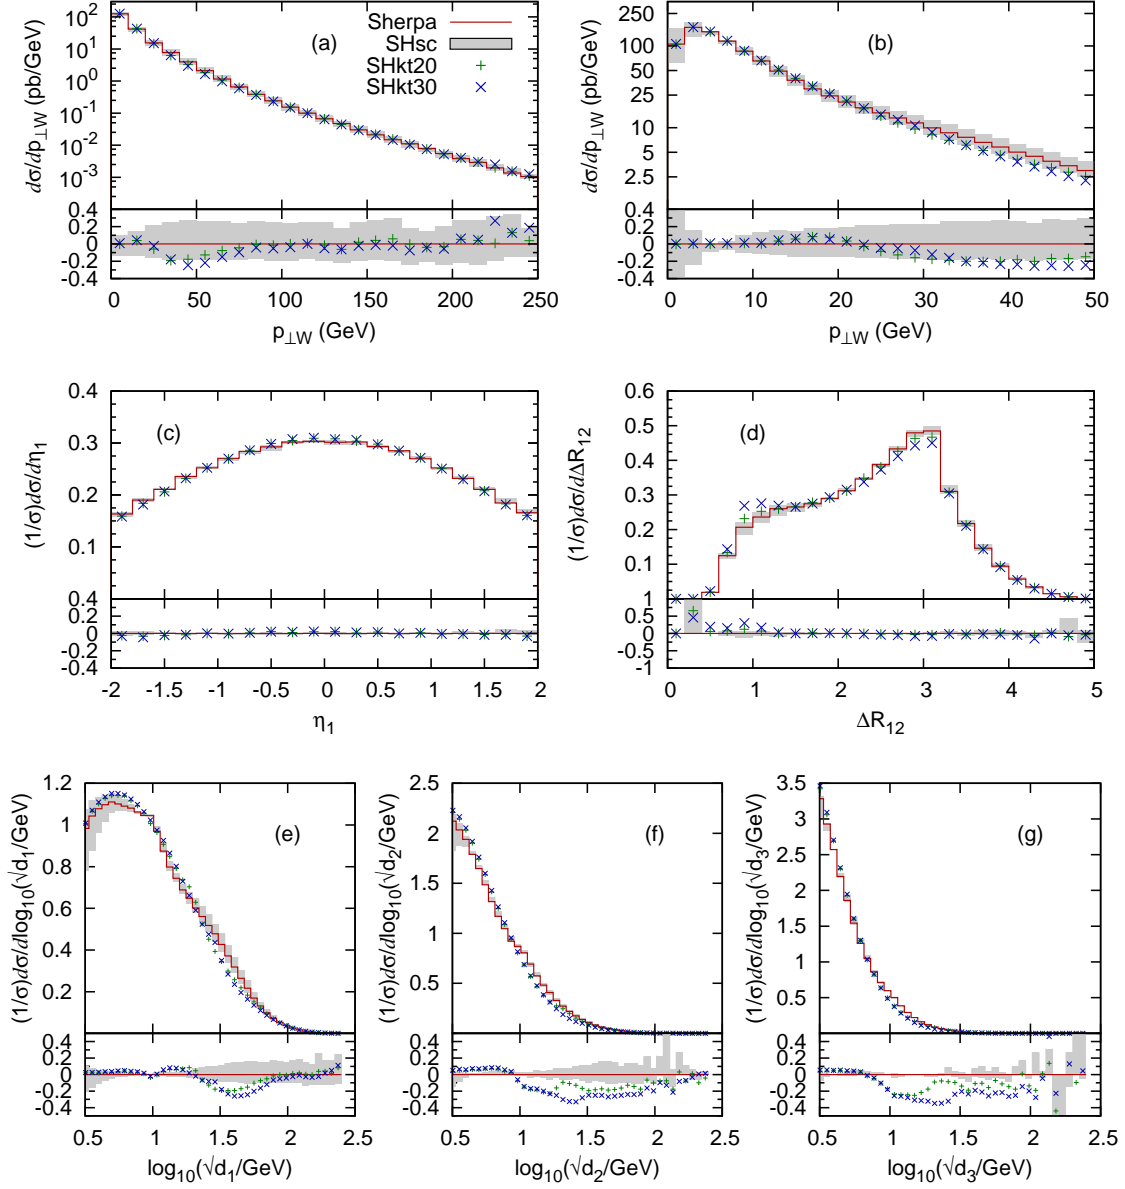 Sherpa
SHsc
SHkt20
SHkt30
(a)
dσ/dp⊥W (pb/GeV)
10² 10¹ 10⁰ 10⁻¹ 10⁻² 10⁻³
0.4 0.2 0 -0.2 -0.4
0 50 100 150 200 250
p⊥W (GeV)
(b)
dσ/dp⊥W (pb/GeV)
250 100 50 25 10 5 2.5
0.4 0.2 0 -0.2 -0.4
0 10 20 30 40 50
p⊥W (GeV)
(c)
(1/σ)dσ/dη₁
0.4 0.3 0.2 0.1
0.4 0.2 0 -0.2 -0.4
-2 -1.5 -1 -0.5 0 0.5 1 1.5 2
η₁
(d)
(1/σ)dσ/dΔR₁₂
0.6 0.5 0.4 0.3 0.2 0.1
1 0.5 0 -0.5 -1
0 1 2 3 4 5
ΔR₁₂
(e)
(1/σ)dσ/dlog₁₀(√d₁/GeV)
1.2 1 0.8 0.6 0.4 0.2
0.4 0.2 0 -0.2 -0.4
0.5 1 1.5 2 2.5
log₁₀(√d₁/GeV)
(f)
(1/σ)dσ/dlog₁₀(√d₂/GeV)
2.5 2 1.5 1 0.5
0.4 0.2 0 -0.2 -0.4
0.5 1 1.5 2 2.5
log₁₀(√d₂/GeV)
(g)
(1/σ)dσ/dlog₁₀(√d₃/GeV)
3.5 3 2.5 2 1.5 1 0.5
0.4 0.2 0 -0.2 -0.4
0.5 1 1.5 2 2.5
log₁₀(√d₃/GeV)